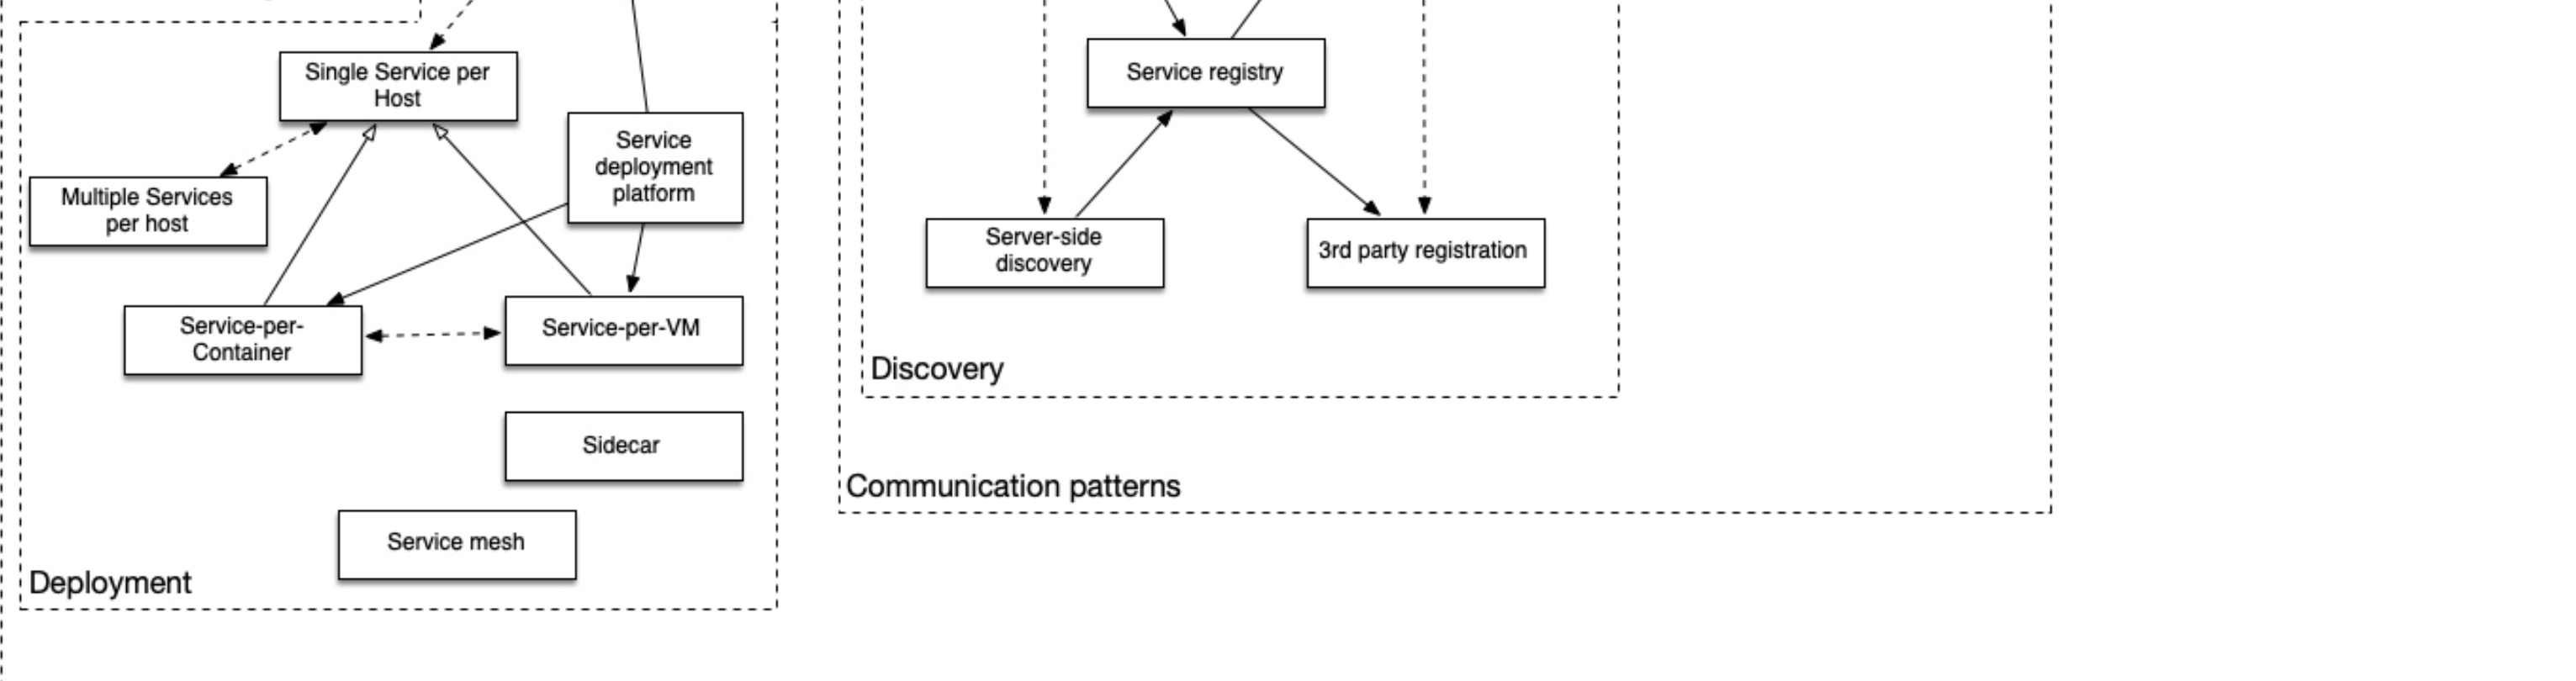 Single Service per
Host
Service
deployment
platform
Multiple Services
per host
Service-per-
Container
Service-per-VM
Sidecar
Service mesh
Deployment
Service registry
Server-side
discovery
3rd party registration
Discovery
Communication patterns